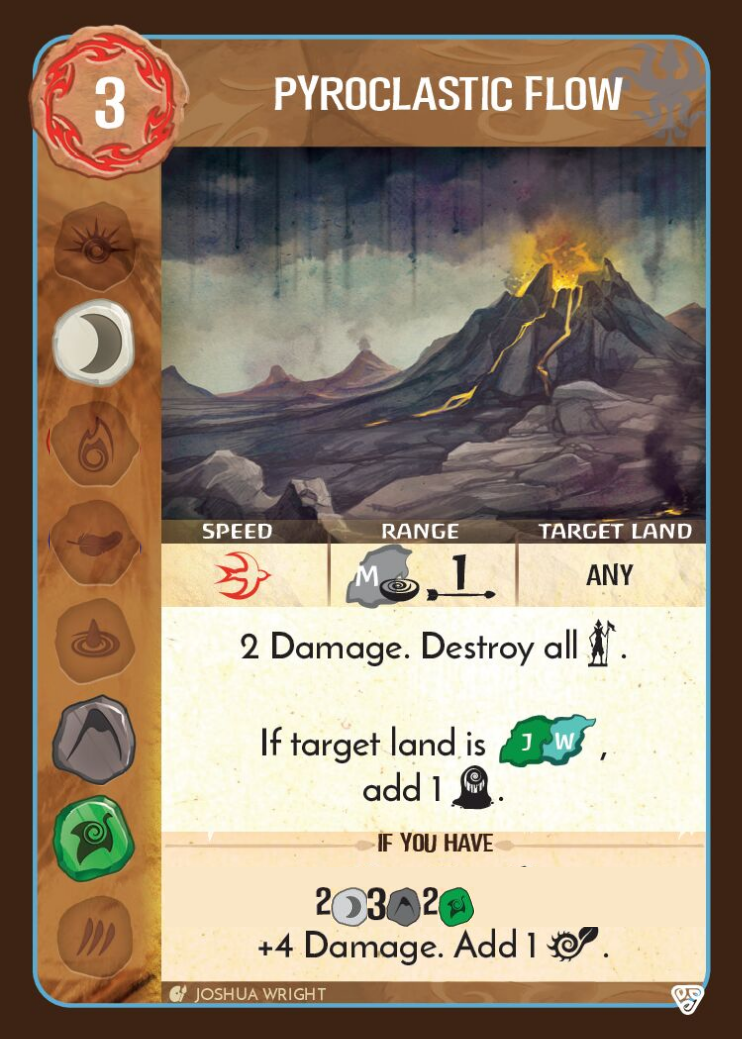 3
PYROCLASTIC FLOW
SPEED RANGE TARGET LAND
M 1 ANY
2 Damage. Destroy all .
If target land is J W ,
add 1 .
IF YOU HAVE
2 3 2
+4 Damage. Add 1 .
JOSHUA WRIGHT